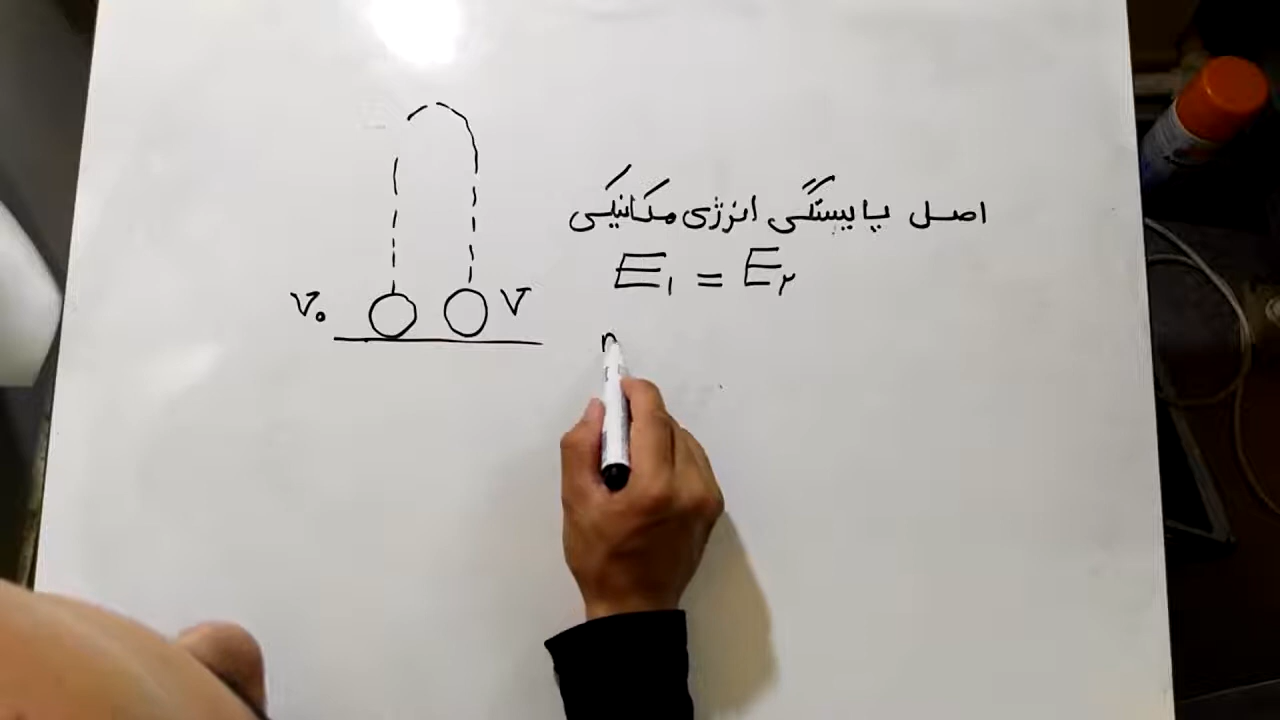 اصل پایستگی انرژی مکانیکی
E₁ = E₂
V₀ V